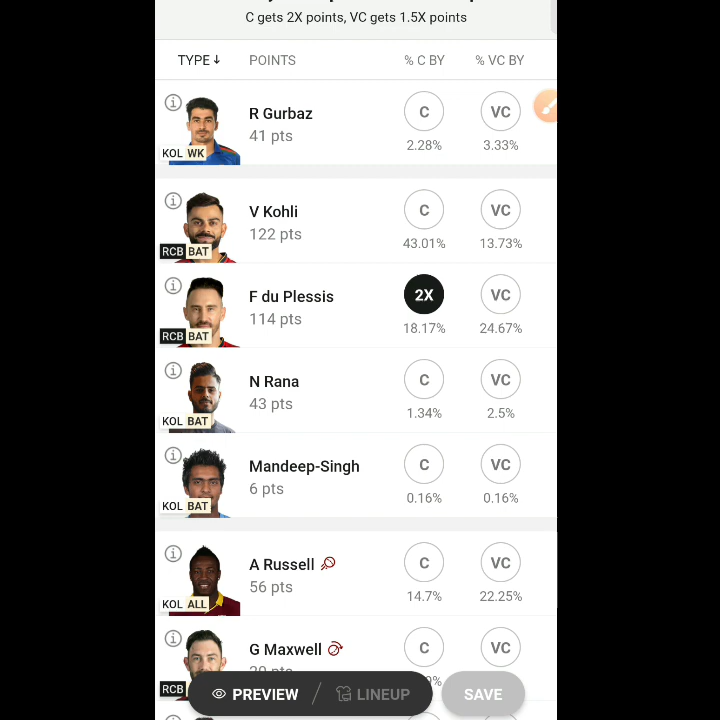 C gets 2X points, VC gets 1.5X points
TYPE↓ POINTS % C BY % VC BY
R Gurbaz
41 pts
C VC
2.28% 3.33%
KOL WK
V Kohli
122 pts
C VC
43.01% 13.73%
RCB BAT
F du Plessis
114 pts
2X VC
18.17% 24.67%
RCB BAT
N Rana
43 pts
C VC
1.34% 2.5%
KOL BAT
Mandeep-Singh
6 pts
C VC
0.16% 0.16%
KOL BAT
A Russell
56 pts
C VC
14.7% 22.25%
KOL ALL
G Maxwell
C VC
RCB
PREVIEW / LINEUP SAVE